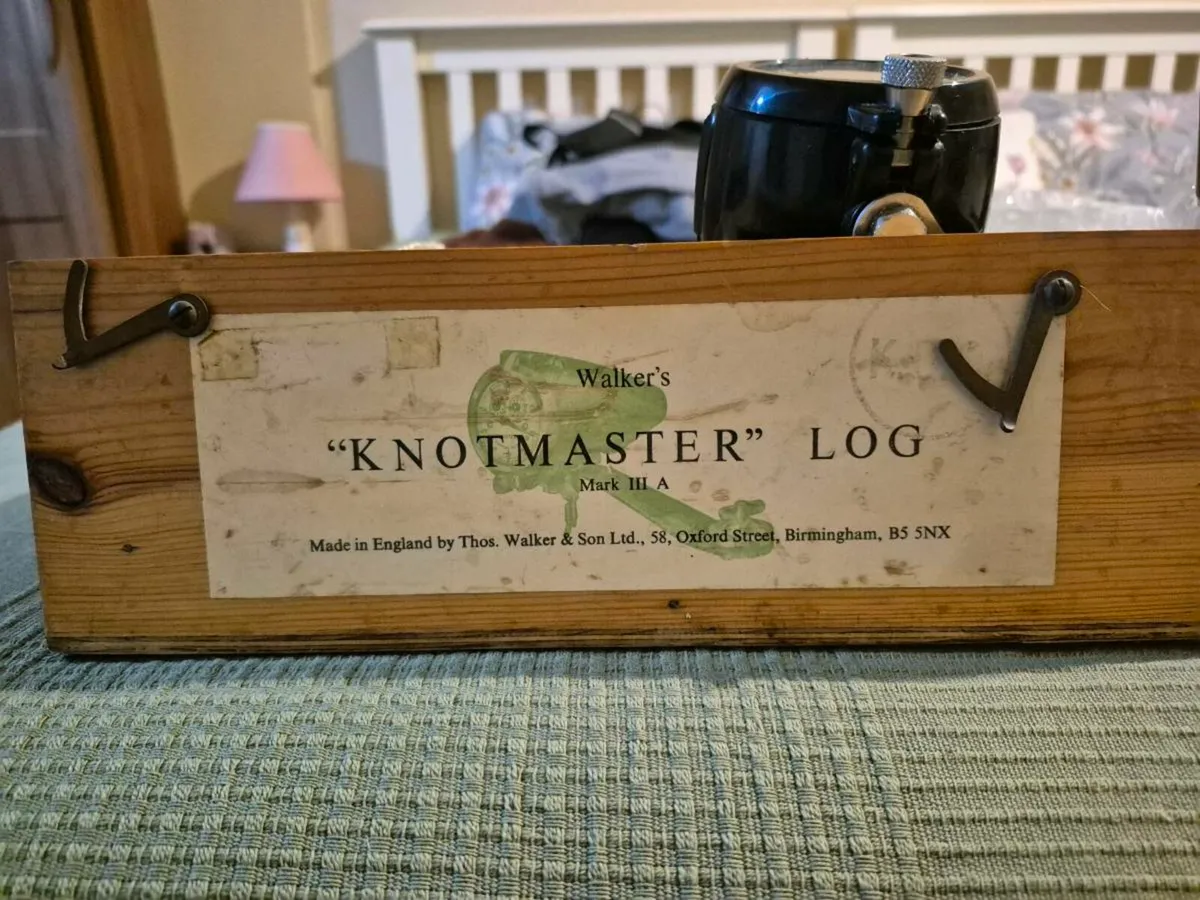 Walker's
“KNOTMASTER” LOG
Mark III A
Made in England by Thos. Walker & Son Ltd., 58, Oxford Street, Birmingham, B5 5NX